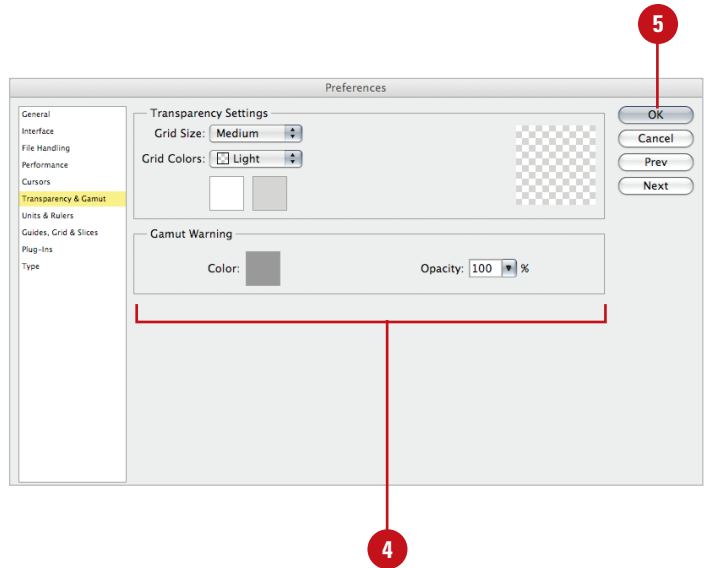 5
Preferences
General
Interface
File Handling
Performance
Cursors
Transparency & Gamut
Units & Rulers
Guides, Grid & Slices
Plug-Ins
Type
Transparency Settings
Grid Size: Medium
Grid Colors: Light
Gamut Warning
Color:
Opacity: 100 %
OK
Cancel
Prev
Next
4